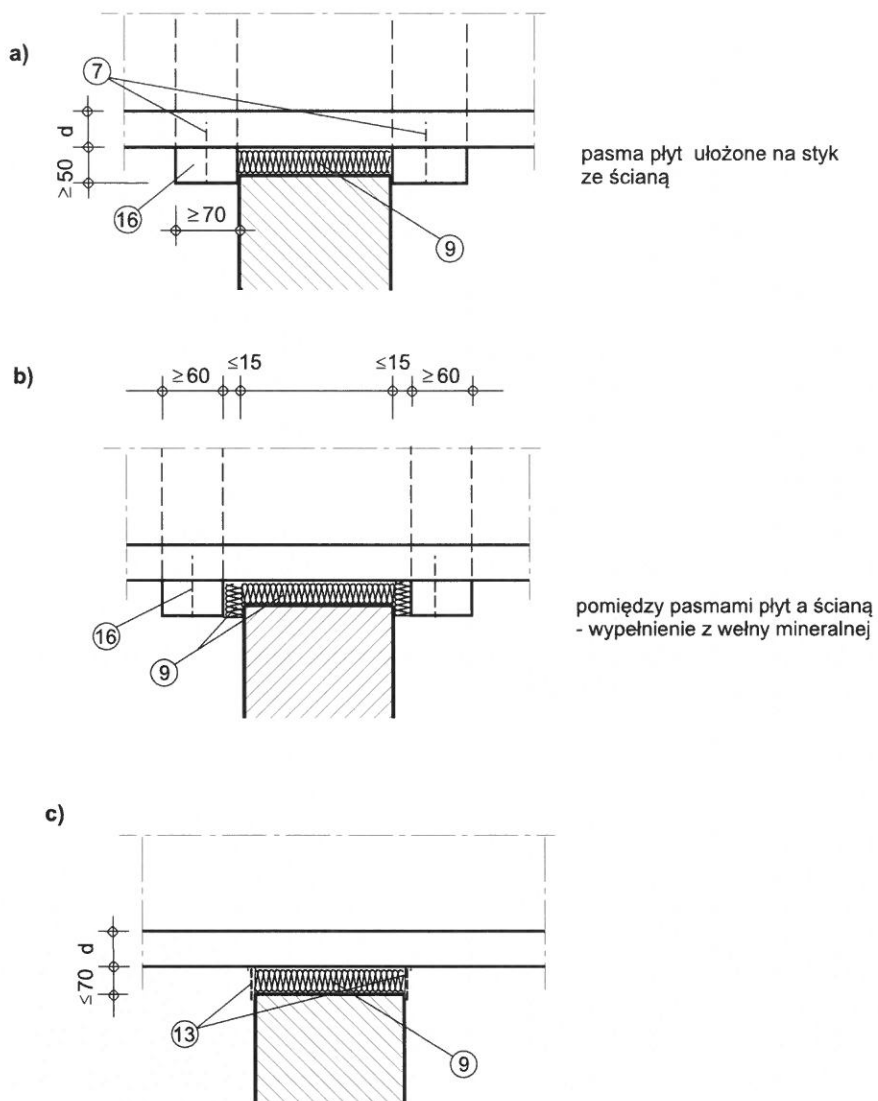 a)
7
d
≥50
16
≥70
9
pasma płyt ułożone na styk
ze ścianą
b)
≥60
≤15
≤15
≥60
16
9
pomiędzy pasmami płyt a ścianą
- wypełnienie z wełny mineralnej
c)
d
≤70
13
9